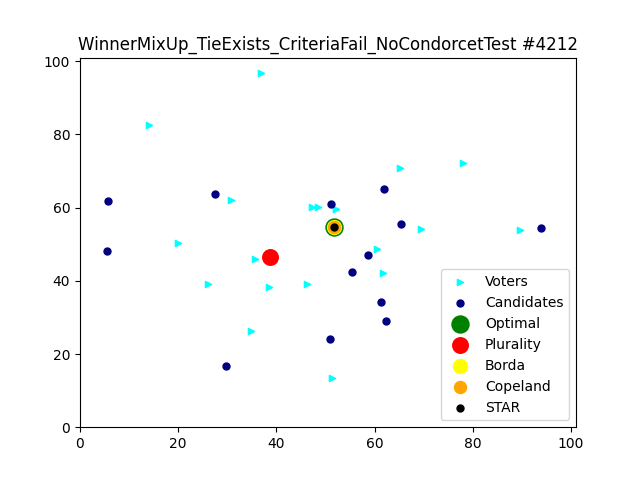 WinnerMixUp_TieExists_CriteriaFail_NoCondorcetTest #4212
100
80
60
40
20
0
0 20 40 60 80 100
Voters
Candidates
Optimal
Plurality
Borda
Copeland
STAR